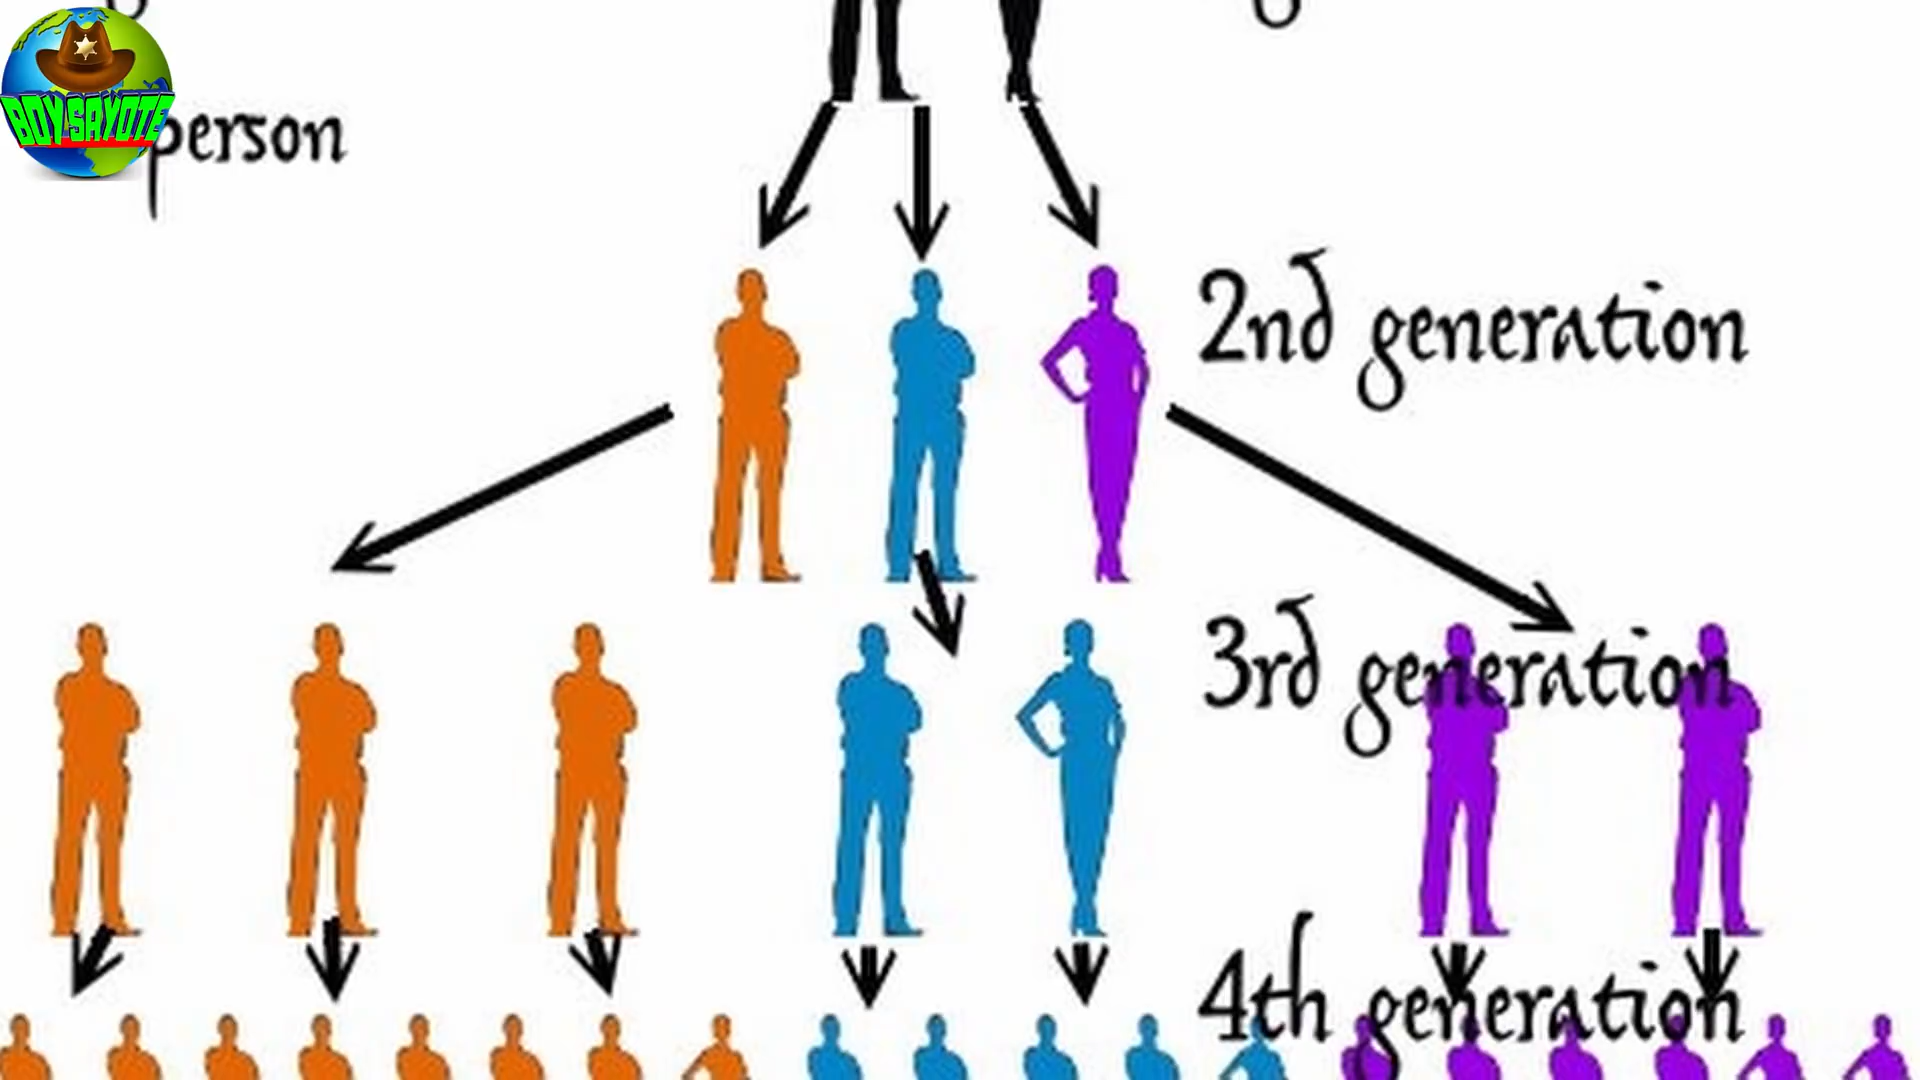 BOY SAYOTE
person
2nd generation
3rd generation
4th generation